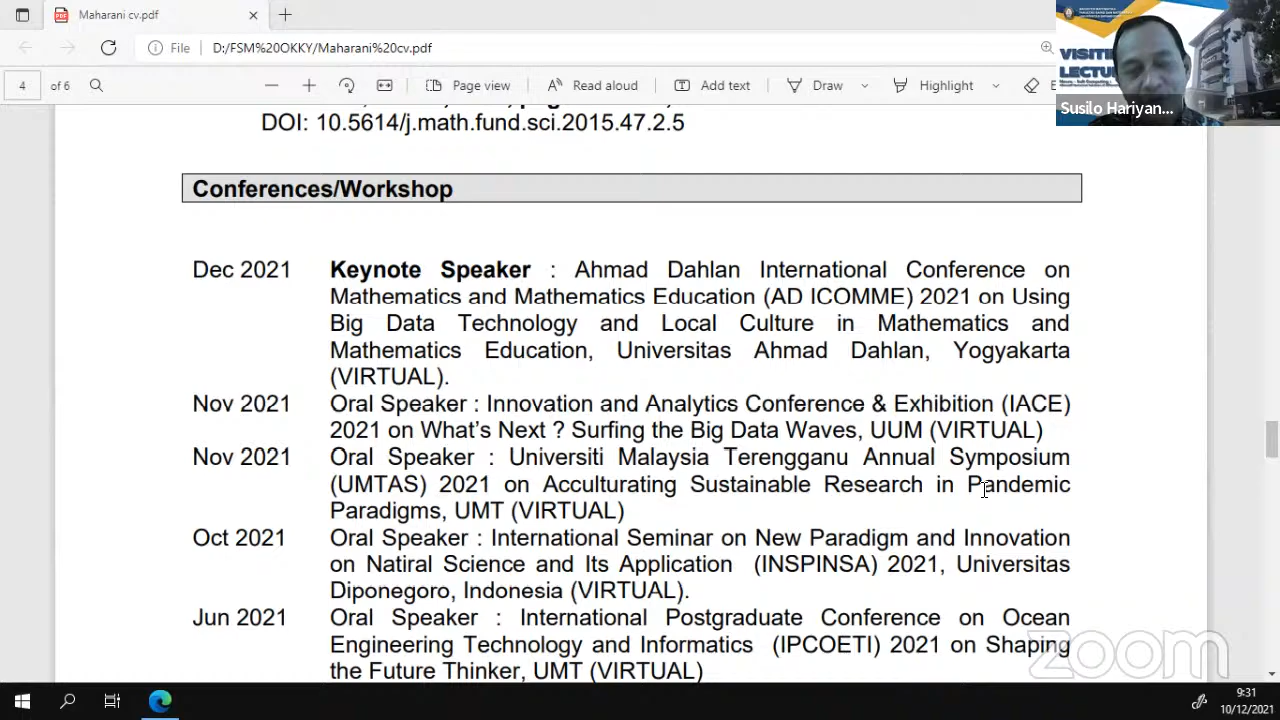 Maharani cv.pdf
File D:/FSM%20OKKY/Maharani%20cv.pdf
4 of 6 Page view Read aloud Add text Draw Highlight
VISITI
LECTU
Susilo Hariyan...
DOI: 10.5614/j.math.fund.sci.2015.47.2.5
Conferences/Workshop
Dec 2021 Keynote Speaker : Ahmad Dahlan International Conference on
Mathematics and Mathematics Education (AD ICOMME) 2021 on Using
Big Data Technology and Local Culture in Mathematics and
Mathematics Education, Universitas Ahmad Dahlan, Yogyakarta
(VIRTUAL).
Nov 2021 Oral Speaker : Innovation and Analytics Conference & Exhibition (IACE)
2021 on What's Next ? Surfing the Big Data Waves, UUM (VIRTUAL)
Nov 2021 Oral Speaker : Universiti Malaysia Terengganu Annual Symposium
(UMTAS) 2021 on Acculturating Sustainable Research in Pandemic
Paradigms, UMT (VIRTUAL)
Oct 2021 Oral Speaker : International Seminar on New Paradigm and Innovation
on Natiral Science and Its Application (INSPINSA) 2021, Universitas
Diponegoro, Indonesia (VIRTUAL).
Jun 2021 Oral Speaker : International Postgraduate Conference on Ocean
Engineering Technology and Informatics (IPCOETI) 2021 on Shaping
the Future Thinker, UMT (VIRTUAL)
zoom
9:31
10/12/2021